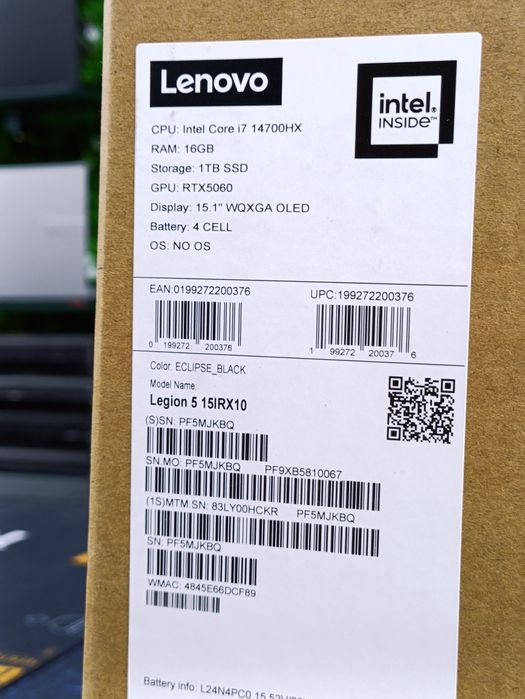 Lenovo
intel.
INSIDE™
CPU: Intel Core i7 14700HX
RAM: 16GB
Storage: 1TB SSD
GPU: RTX5060
Display: 15.1" WQXGA OLED
Battery: 4 CELL
OS: NO OS
EAN:0199272200376
UPC:199272200376
0 199272 200376
1 99272 20037 6
Color: ECLIPSE_BLACK
Model Name
Legion 5 15IRX10
(S)SN: PF5MJKBQ
SN.MO: PF5MJKBQ PF9XB5810067
(1S)MTM.SN: 83LY00HCKR PF5MJKBQ
SN: PF5MJKBQ
WMAC: 4845E66DCF89
Battery info: L24N4PC0